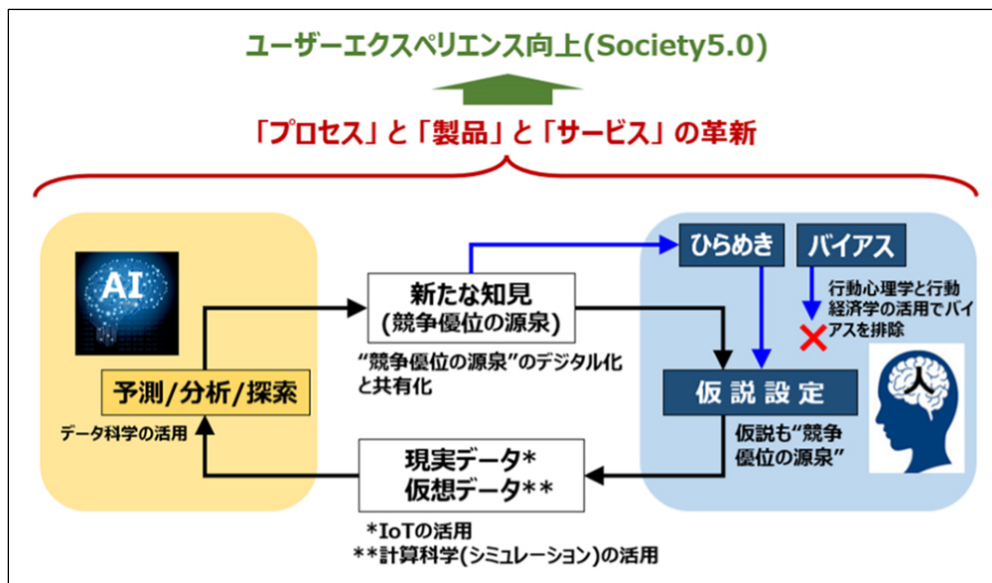 ユーザーエクスペリエンス向上(Society5.0)
「プロセス」と「製品」と「サービス」の革新
AI
予測/分析/探索
データ科学の活用
新たな知見
(競争優位の源泉)
“競争優位の源泉”のデジタル化
と共有化
現実データ*
仮想データ**
*IoTの活用
**計算科学(シミュレーション)の活用
ひらめき
バイアス
行動心理学と行動
経済学の活用でバイ
アスを排除
仮説設定
仮説も“競争
優位の源泉”
人